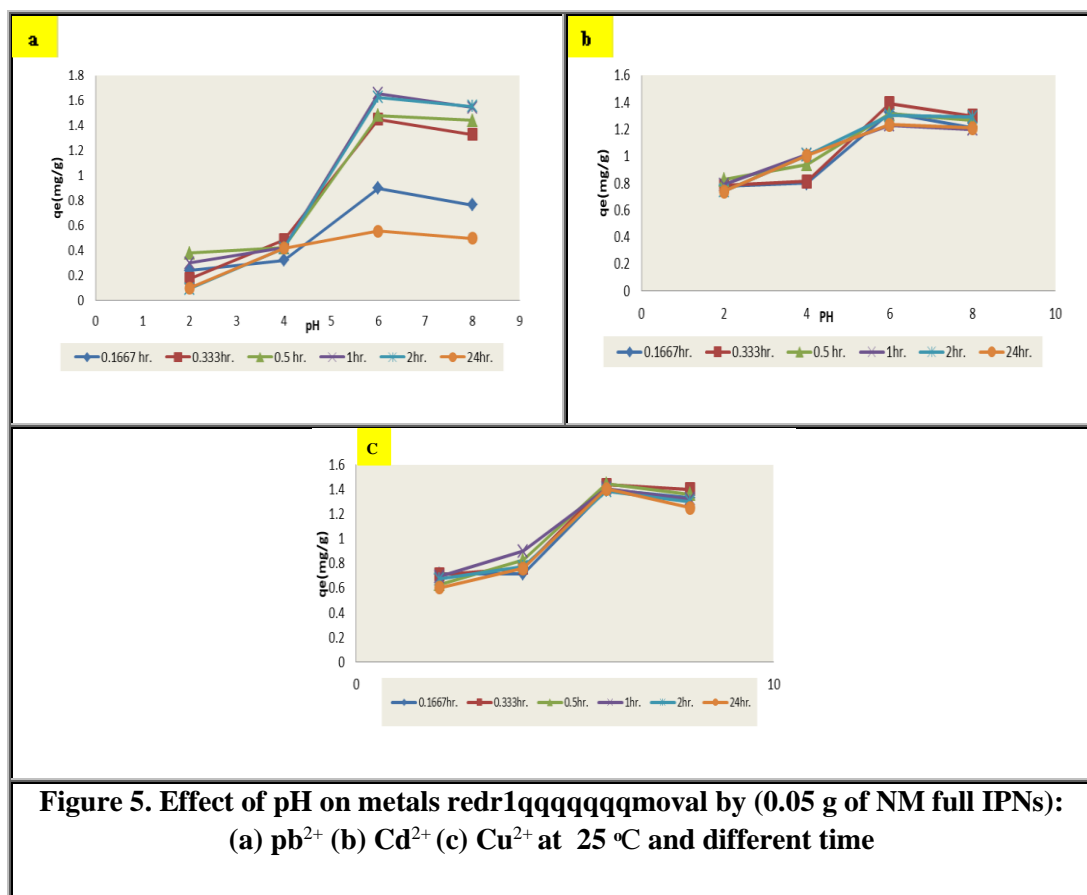 a
qe(mg/g)
1.8
1.6
1.4
1.2
1
0.8
0.6
0.4
0.2
0
0 1 2 3 4 5 6 7 8 9
pH
0.1667 hr. 0.333hr. 0.5 hr. 1hr. 2hr. 24hr.
b
qe(mg/g)
1.6
1.4
1.2
1
0.8
0.6
0.4
0.2
0
0 2 4 6 8 10
PH
0.1667 hr. 0.333hr. 0.5 hr. 1hr. 2hr. 24hr.
C
qe(mg/g)
1.6
1.4
1.2
1
0.8
0.6
0.4
0.2
0
0 10
0.1667hr. 0.333hr. 0.5hr. 1hr. 2hr. 24hr.
Figure 5. Effect of pH on metals redr1qqqqqqqmoval by (0.05 g of NM full IPNs):
(a) pb²⁺ (b) Cd²⁺ (c) Cu²⁺ at 25 °C and different time